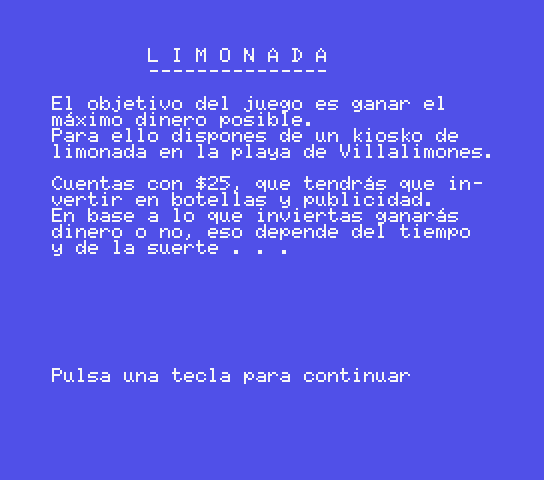 L I M O N A D A
---------------
El objetivo del juego es ganar el
máximo dinero posible.
Para ello dispones de un kiosko de
limonada en la playa de Villalimones.
Cuentas con $25, que tendrás que in-
vertir en botellas y publicidad.
En base a lo que inviertas ganarás
dinero o no, eso depende del tiempo
y de la suerte . . .
Pulsa una tecla para continuar